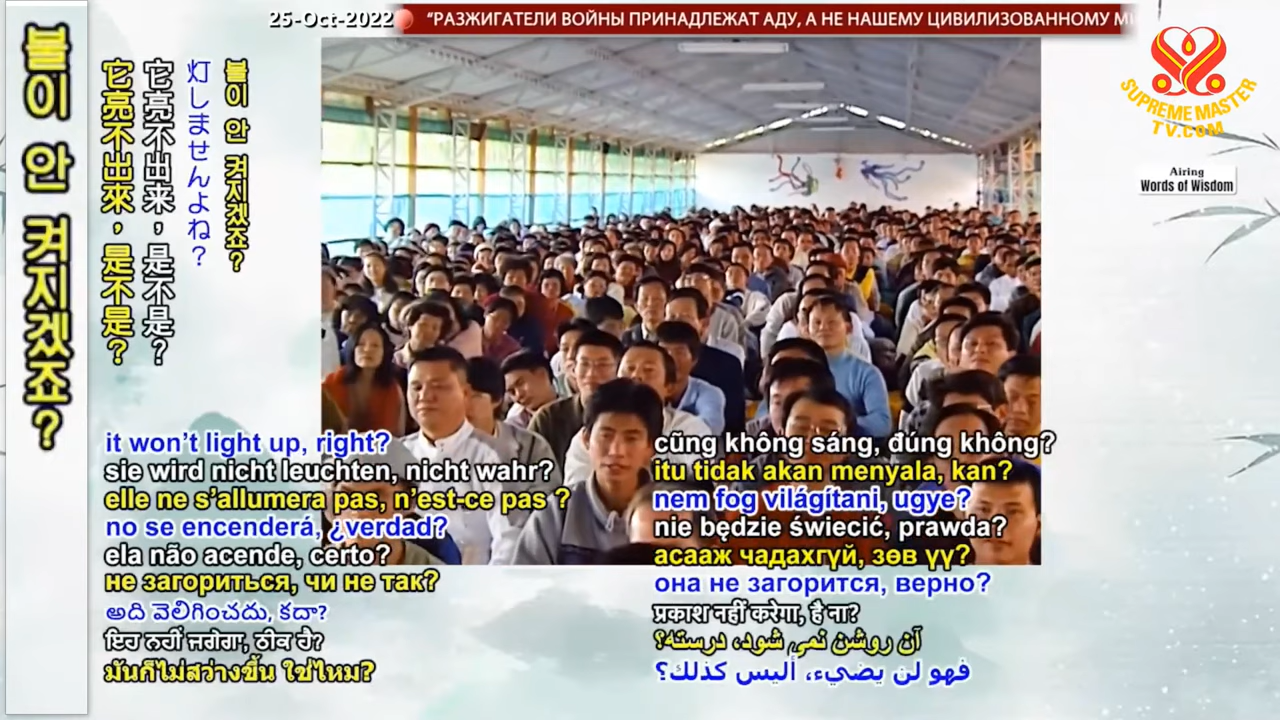 25-Oct-2022
“РАЗЖИГАТЕЛИ ВОЙНЫ ПРИНАДЛЕЖАТ АДУ, А НЕ НАШЕМУ ЦИВИЛИЗОВАННОМУ
SUPREME MASTER
TV.COM
Airing
Words of Wisdom
불이 안 켜지겠죠?
它亮不出來，是不是？
它亮不出来，是不是？
灯しませんよね？
불이 안 켜지겠죠?
it won’t light up, right?
sie wird nicht leuchten, nicht wahr?
elle ne s’allumera pas, n’est-ce pas ?
no se encenderá, ¿verdad?
ela não acende, certo?
не загориться, чи не так?
అది వెలిగించదు, కదా?
ਇਹ ਨਹੀਂ ਜਗੇਗਾ, ਠੀਕ ਹੈ?
มันก็ไม่สว่างขึ้น ใช่ไหม?
cũng không sáng, đúng không?
itu tidak akan menyala, kan?
nem fog világítani, ugye?
nie będzie świecić, prawda?
асааж чадахгүй, зөв үү?
она не загорится, верно?
प्रकाश नहीं करेगा, है ना?
آن روشن نمی شود، درسته؟
فهو لن يضيء، أليس كذلك؟